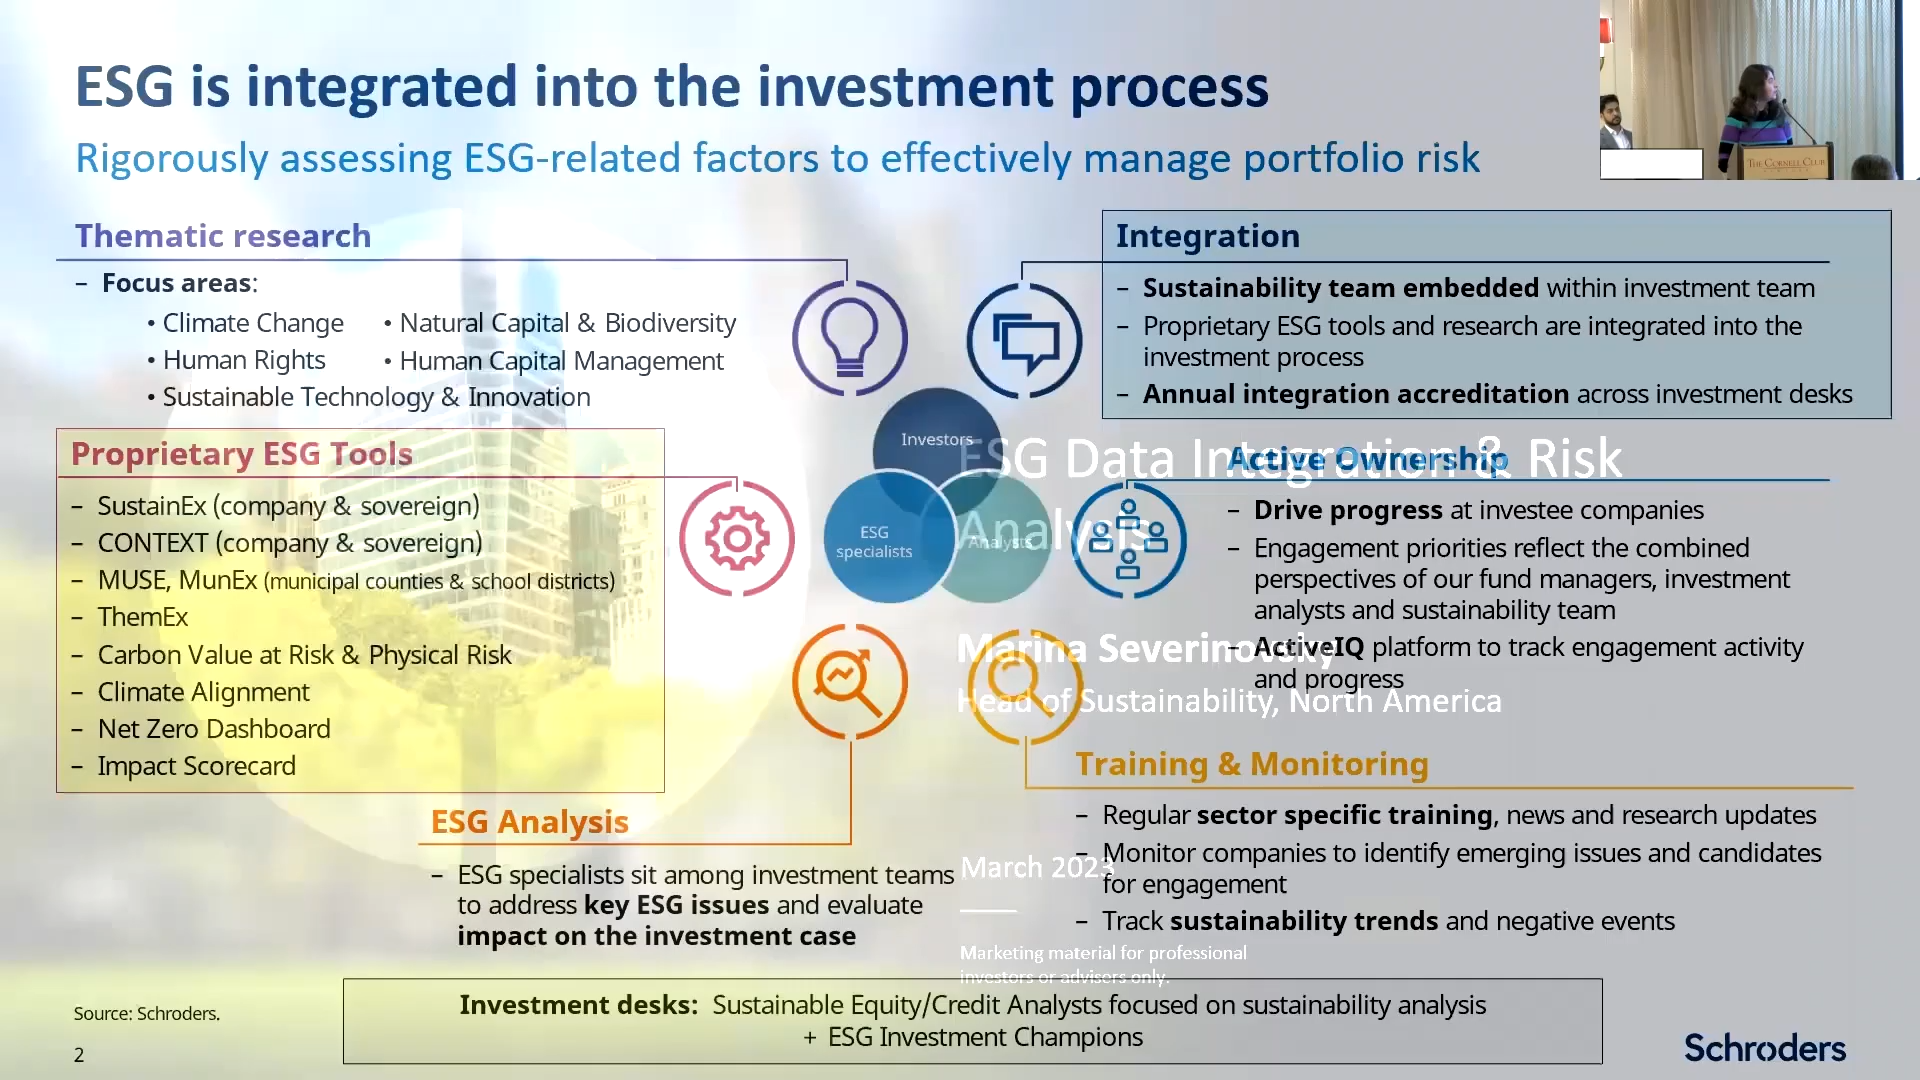 ESG is integrated into the investment process
Rigorously assessing ESG-related factors to effectively manage portfolio risk
THE CORNELL CLUB
Thematic research
– Focus areas:
• Climate Change • Natural Capital & Biodiversity
• Human Rights • Human Capital Management
• Sustainable Technology & Innovation
Integration
– Sustainability team embedded within investment team
– Proprietary ESG tools and research are integrated into the
investment process
– Annual integration accreditation across investment desks
Proprietary ESG Tools
– SustainEx (company & sovereign)
– CONTEXT (company & sovereign)
– MUSE, MunEx (municipal counties & school districts)
– ThemEx
– Carbon Value at Risk & Physical Risk
– Climate Alignment
– Net Zero Dashboard
– Impact Scorecard
Investors
ESG
specialists
Analysts
ESG Data Integration & Risk
Analysis
Marina Severinovsky
Head of Sustainability, North America
March 2023
Marketing material for professional
investors or advisers only.
Active Ownership
– Drive progress at investee companies
– Engagement priorities reflect the combined
perspectives of our fund managers, investment
analysts and sustainability team
– ActiveIQ platform to track engagement activity
and progress
ESG Analysis
– ESG specialists sit among investment teams
to address key ESG issues and evaluate
impact on the investment case
Training & Monitoring
– Regular sector specific training, news and research updates
– Monitor companies to identify emerging issues and candidates
for engagement
– Track sustainability trends and negative events
Investment desks: Sustainable Equity/Credit Analysts focused on sustainability analysis
+ ESG Investment Champions
Source: Schroders.
2
Schroders